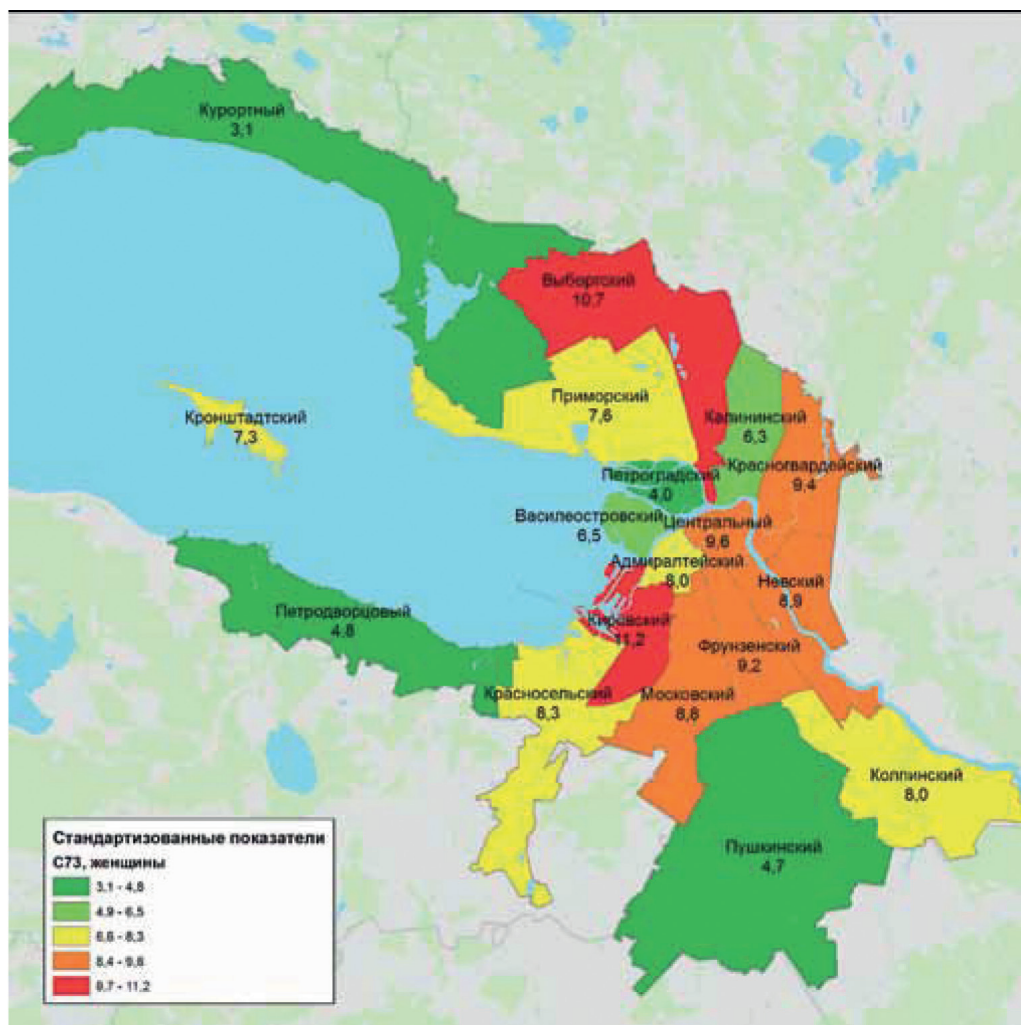 Курортный
3,1
Выборгский
10,7
Приморский
7,6
Кронштадтский
7,3
Калининский
6,3
Красногвардейский
9,4
Петроградский
4,0
Василеостровский
6,5
Центральный
9,6
Адмиралтейский
8,0
Невский
8,9
Петродворцовый
4,8
Кировский
11,2
Фрунзенский
9,2
Красносельский
8,3
Московский
8,8
Колпинский
8,0
Пушкинский
4,7
Стандартизованные показатели
C73, женщины
3,1 - 4,8
4,9 - 6,5
6,6 - 8,3
8,4 - 9,6
9,7 - 11,2